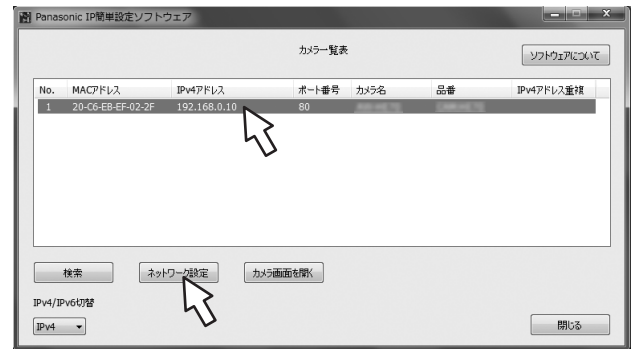 Panasonic IP簡単設定ソフトウェア
カメラ一覧表
ソフトウェアについて
No. MACアドレス IPv4アドレス ポート番号 カメラ名 品番 IPv4アドレス重複
1 20-C6-EB-EF-02-2F 192.168.0.10 80
検索 ネットワーク設定 カメラ画面を開く
IPv4/IPv6切替
IPv4
閉じる